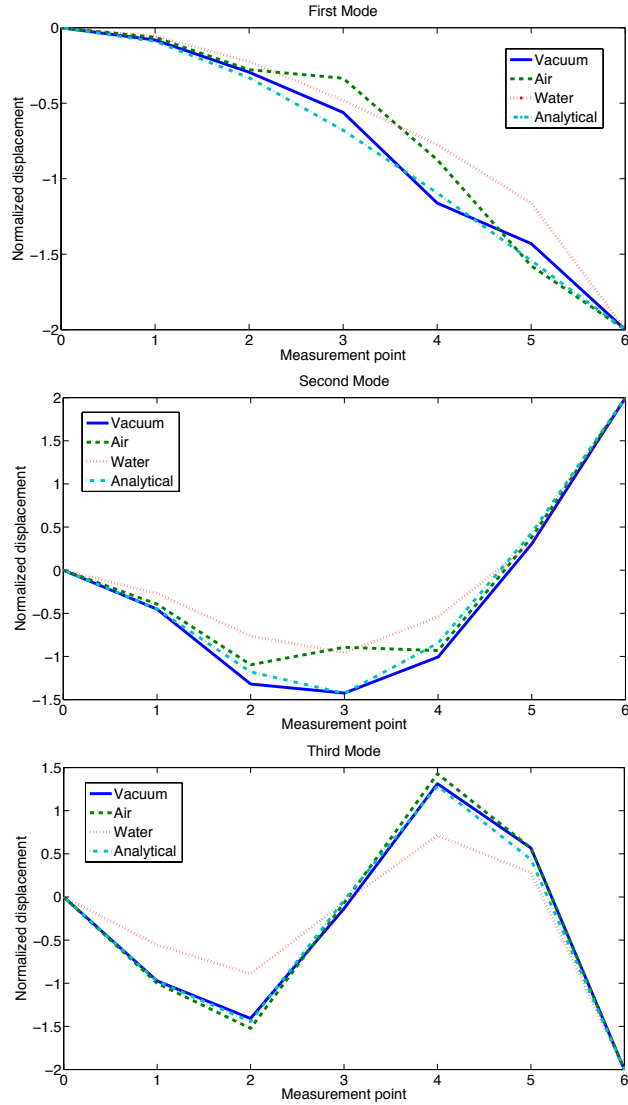 First Mode
0
−0.5
−1
−1.5
−2
Normalized displacement
Vacuum
Air
Water
Analytical
0 1 2 3 4 5 6
Measurement point
Second Mode
2
1.5
1
0.5
0
−0.5
−1
−1.5
Normalized displacement
Vacuum
Air
Water
Analytical
0 1 2 3 4 5 6
Measurement point
Third Mode
1.5
1
0.5
0
−0.5
−1
−1.5
−2
Normalized displacement
Vacuum
Air
Water
Analytical
0 1 2 3 4 5 6
Measurement point